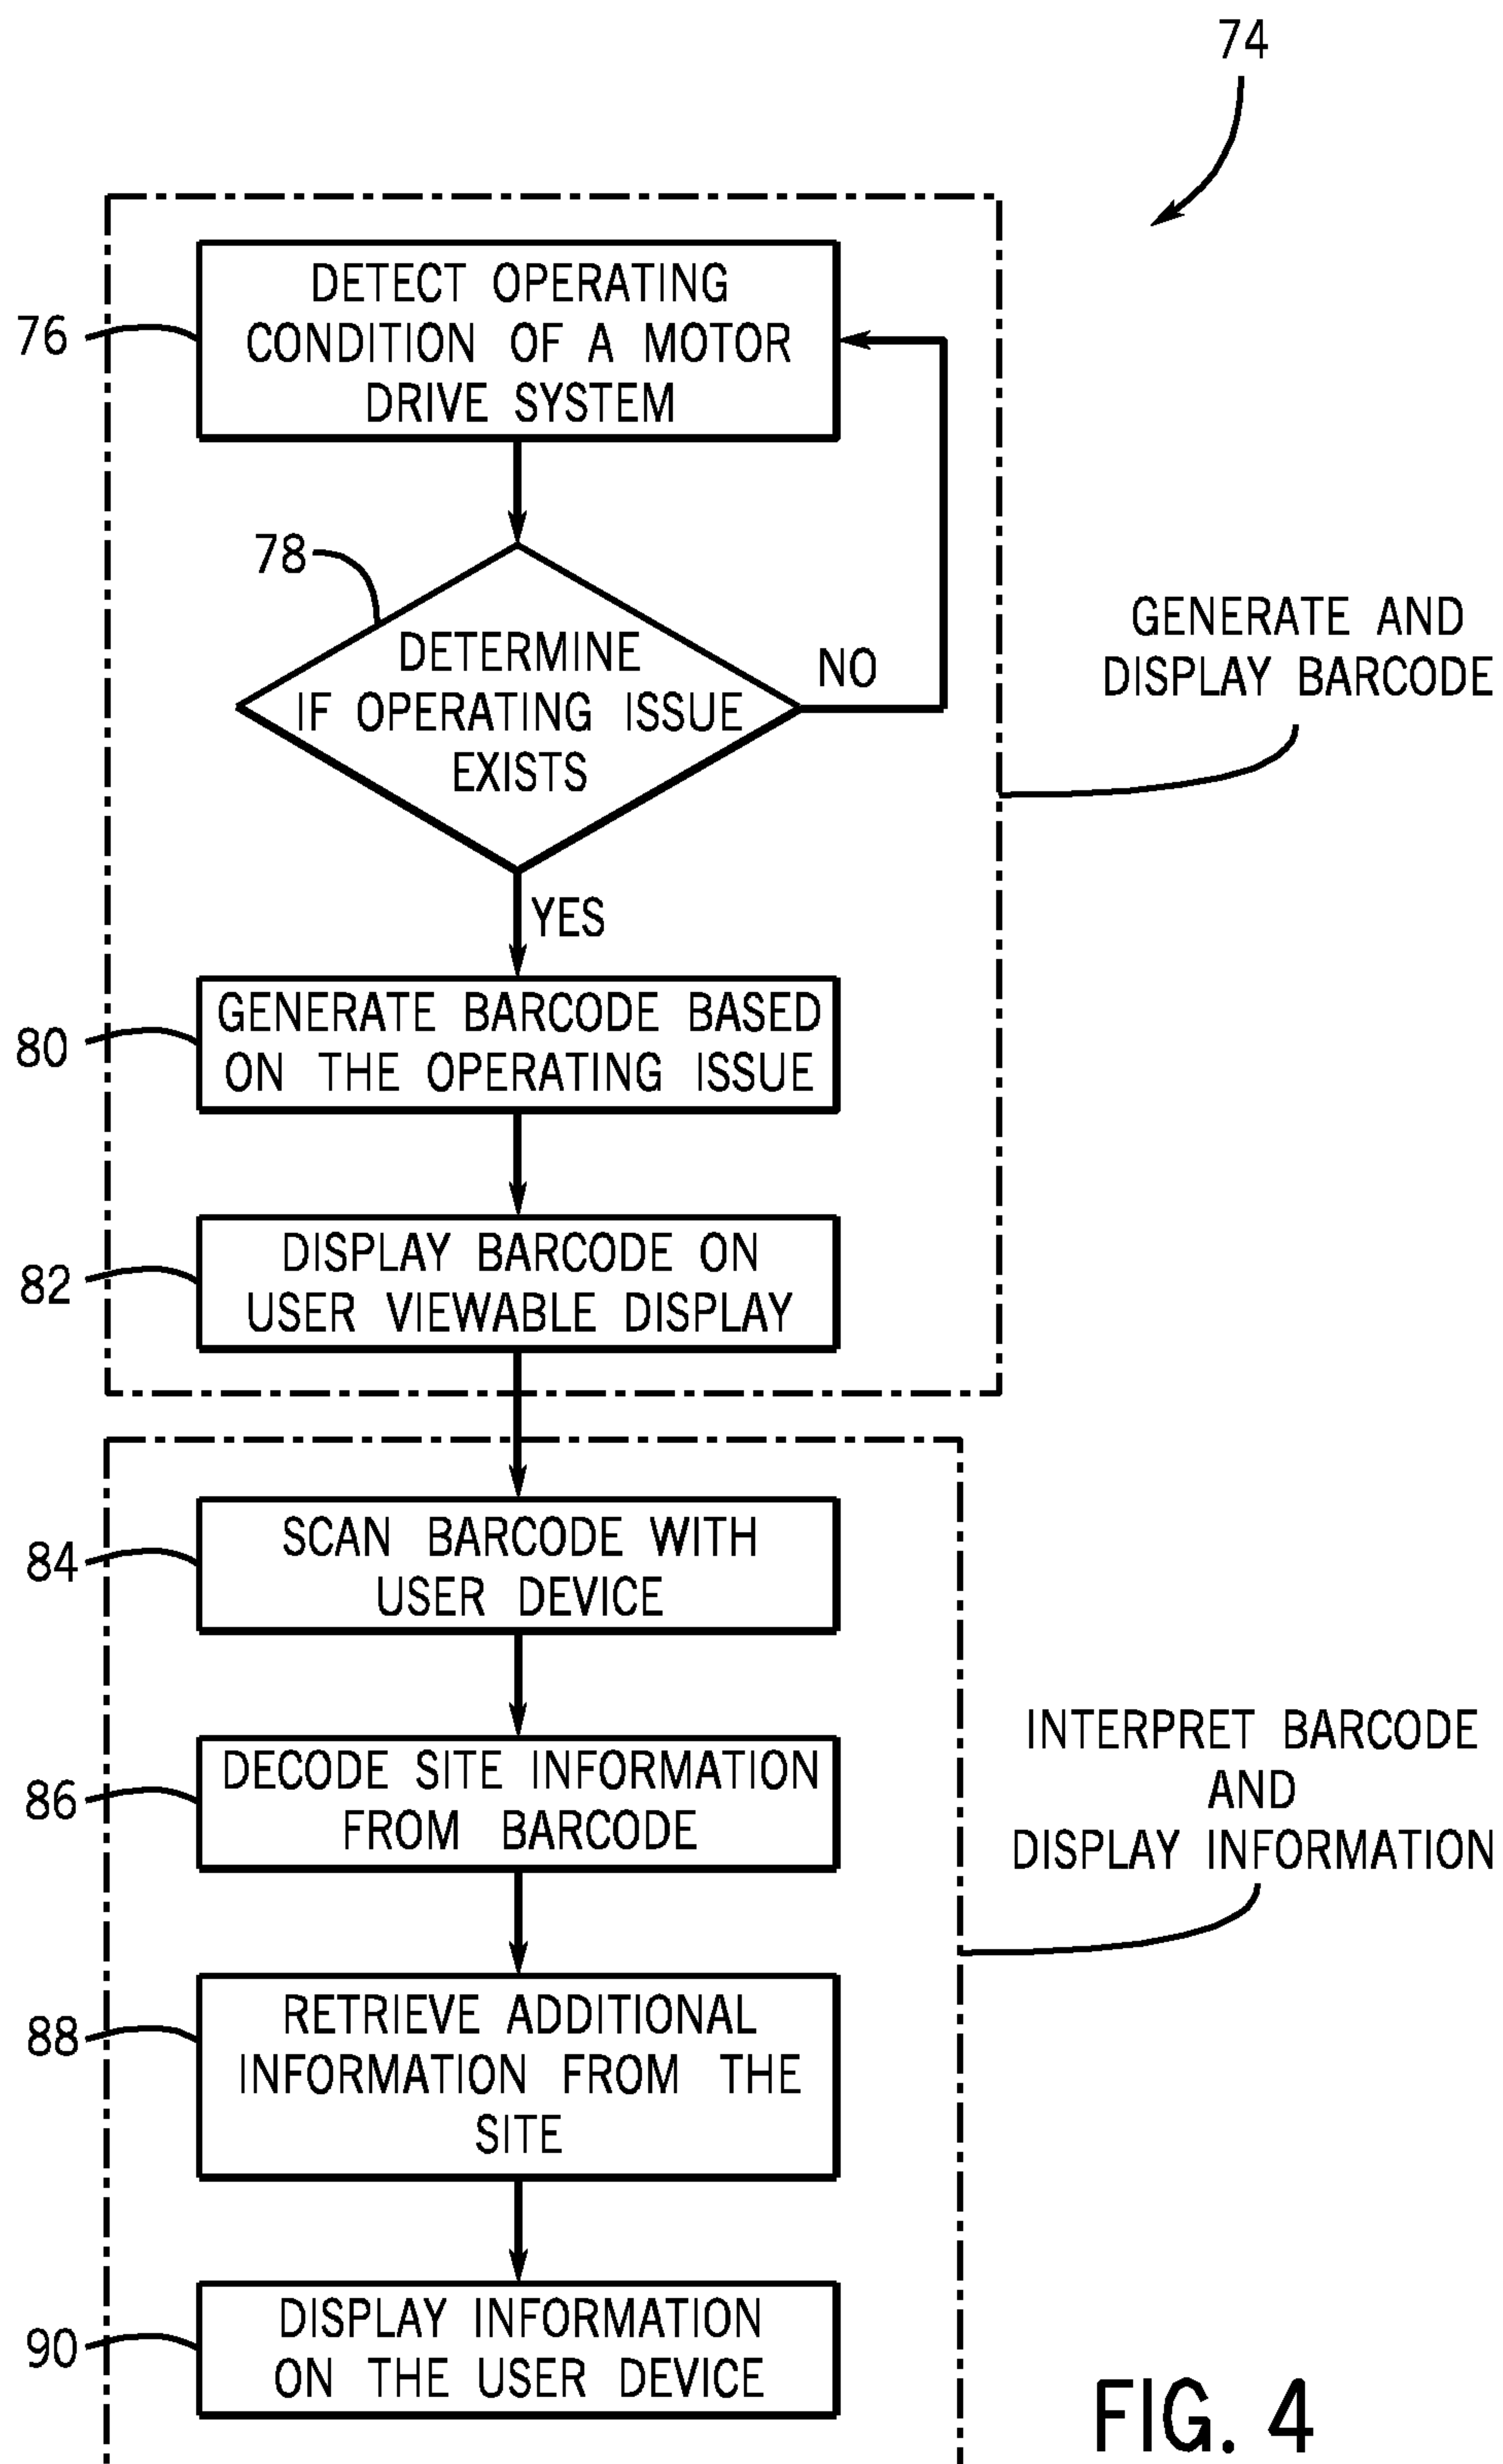 74
DETECT OPERATING
CONDITION OF A MOTOR
DRIVE SYSTEM
76
78
DETERMINE
IF OPERATING ISSUE
EXISTS
NO
GENERATE AND
DISPLAY BARCODE
YES
GENERATE BARCODE BASED
ON THE OPERATING ISSUE
80
DISPLAY BARCODE ON
USER VIEWABLE DISPLAY
82
SCAN BARCODE WITH
USER DEVICE
84
DECODE SITE INFORMATION
FROM BARCODE
86
INTERPRET BARCODE
AND
DISPLAY INFORMATION
RETRIEVE ADDITIONAL
INFORMATION FROM THE
SITE
88
DISPLAY INFORMATION
ON THE USER DEVICE
90
FIG. 4